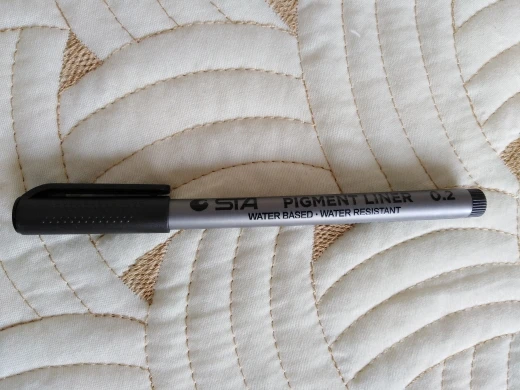 STA PIGMENT LINER 0.2
WATER BASED · WATER RESISTANT